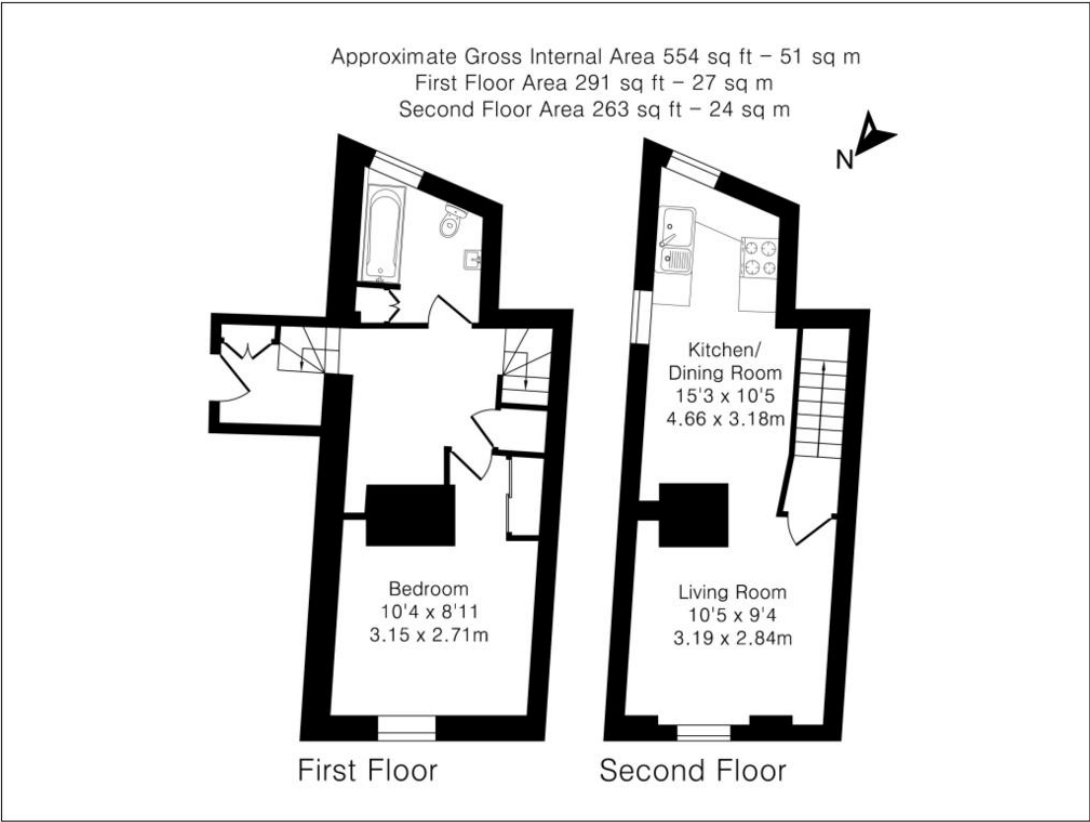 Approximate Gross Internal Area 554 sq ft – 51 sq m
First Floor Area 291 sq ft – 27 sq m
Second Floor Area 263 sq ft – 24 sq m
N
Kitchen/
Dining Room
15'3 x 10'5
4.66 x 3.18m
Bedroom
10'4 x 8'11
3.15 x 2.71m
Living Room
10'5 x 9'4
3.19 x 2.84m
First Floor
Second Floor